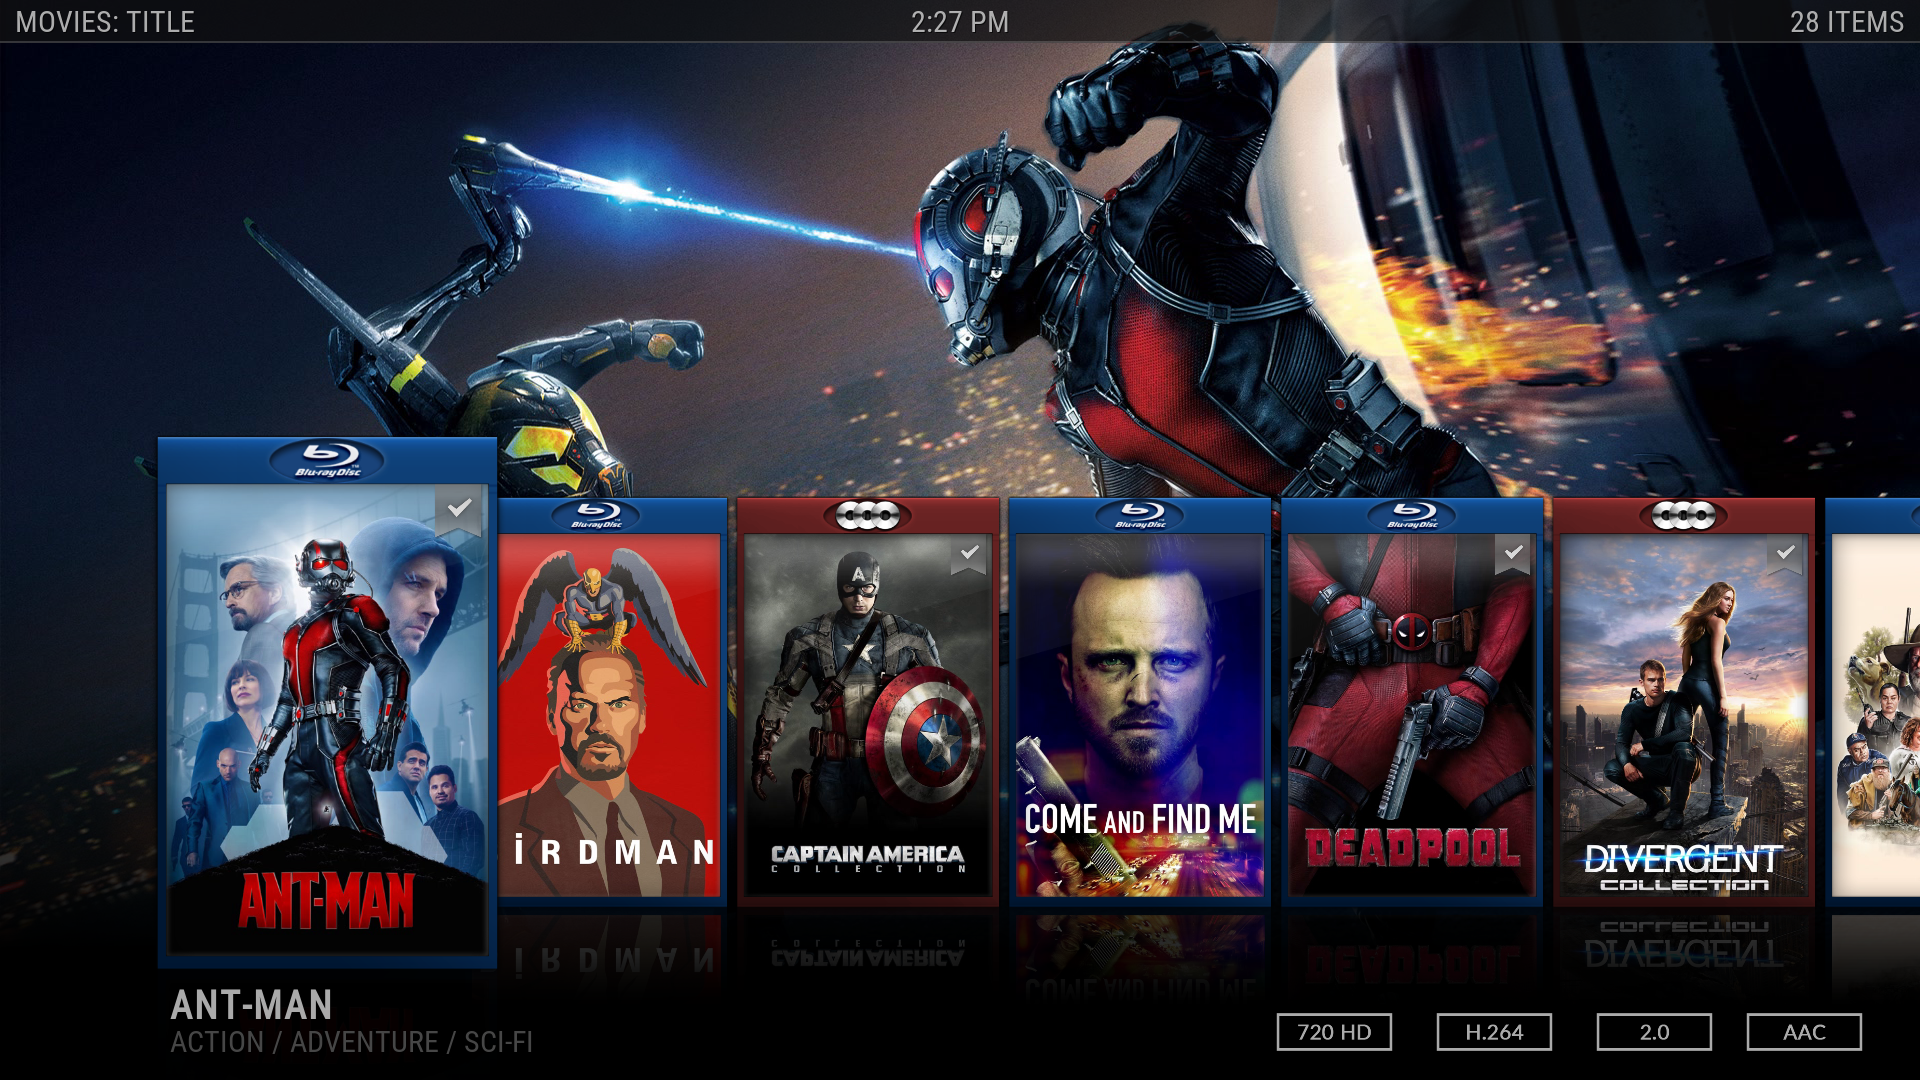 MOVIES: TITLE
2:27 PM
28 ITEMS
Blu-ray Disc
Blu-ray Disc
Blu-ray Disc
Blu-ray Disc
A
ANT-MAN
İRDMAN
CAPTAIN AMERICA
COLLECTION
COME AND FIND ME
DEADPOOL
DIVERGENT
COLLECTION
ANT-MAN
ACTION / ADVENTURE / SCI-FI
720 HD
H.264
2.0
AAC